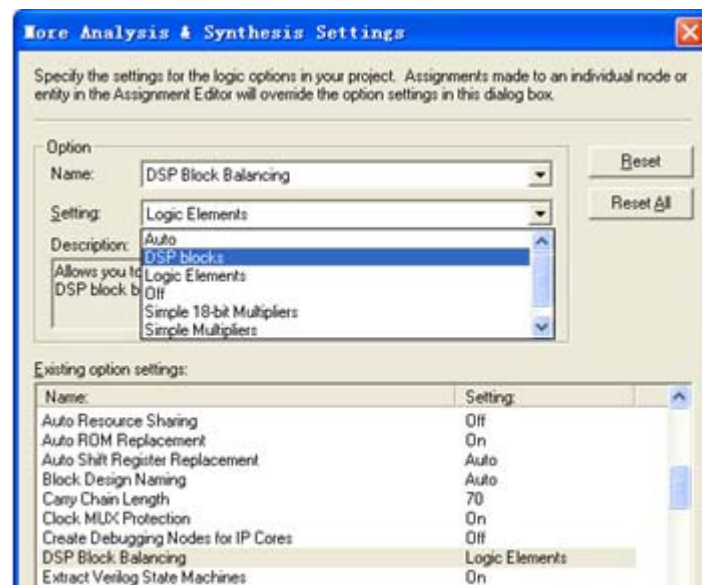 More Analysis & Synthesis Settings
Specify the settings for the logic options in your project. Assignments made to an individual node or
entity in the Assignment Editor will override the option settings in this dialog box.
Option
Name: DSP Block Balancing
Reset
Setting: Logic Elements
Reset All
Description:
Auto
DSP blocks
Allows you to
Logic Elements
DSP block b
Off
Simple 18-bit Multipliers
Simple Multipliers
Existing option settings:
Name: Setting:
Auto Resource Sharing Off
Auto ROM Replacement On
Auto Shift Register Replacement Auto
Block Design Naming Auto
Carry Chain Length 70
Clock MUX Protection On
Create Debugging Nodes for IP Cores Off
DSP Block Balancing Logic Elements
Extract Verilog State Machines On